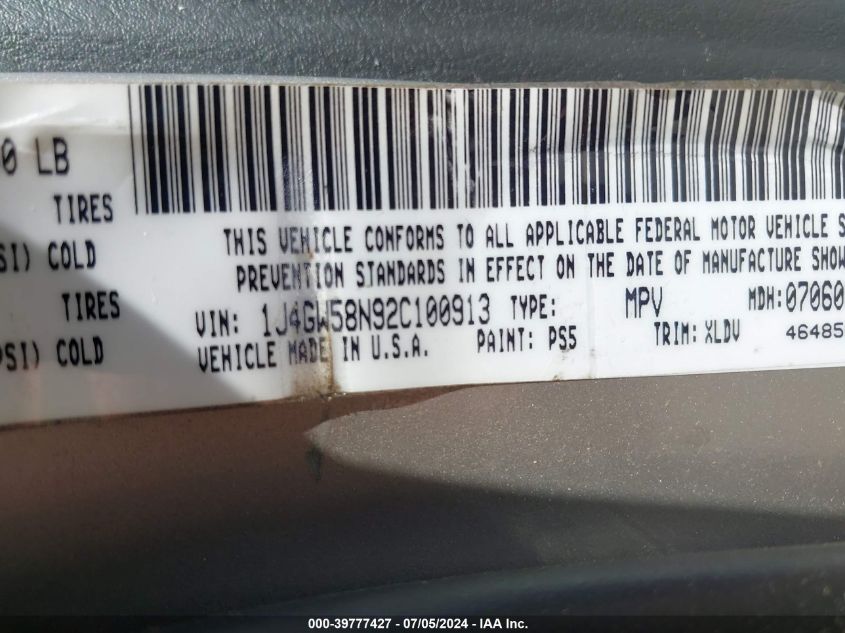 0 LB
TIRES
SI) COLD
TIRES
PSI) COLD
THIS VEHICLE CONFORMS TO ALL APPLICABLE FEDERAL MOTOR VEHICLE S
PREVENTION STANDARDS IN EFFECT ON THE DATE OF MANUFACTURE SHOW
VIN: 1J4GW58N92C100913 TYPE: MPV MDH:07060
VEHICLE MADE IN U.S.A. PAINT: PS5 TRIM: XLDV 46485
000-39777427 - 07/05/2024 - IAA Inc.